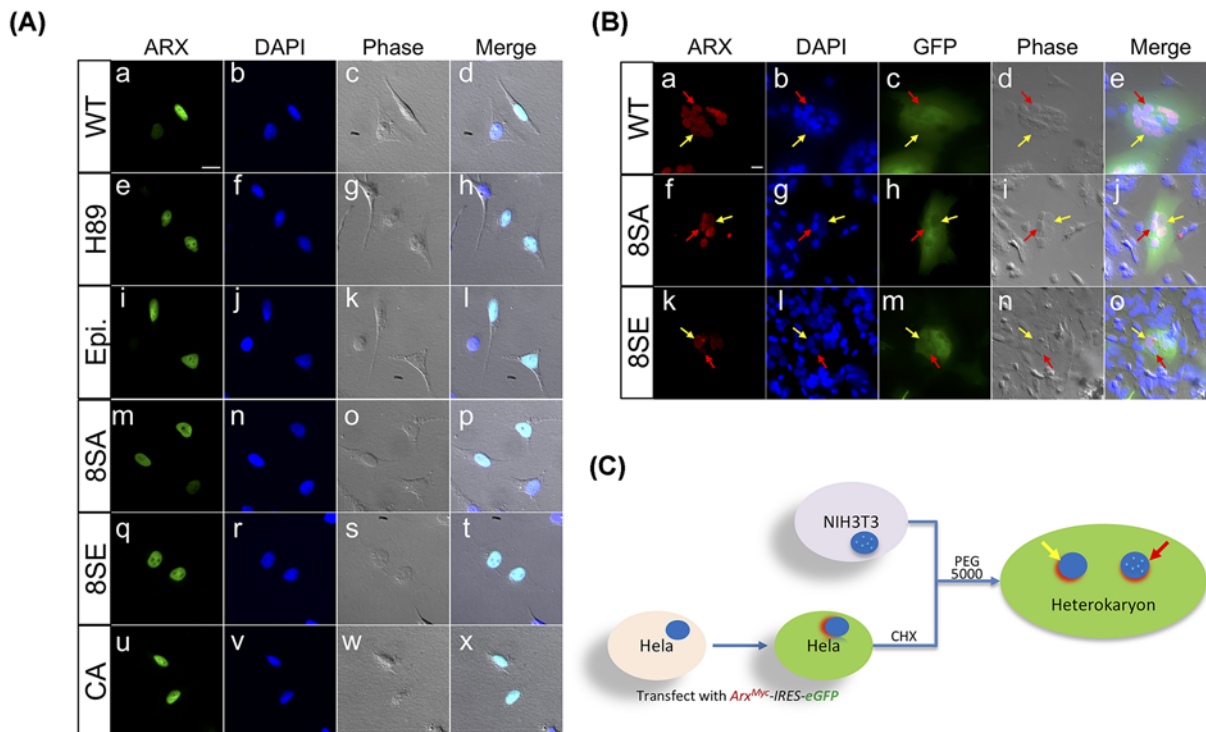 (A)
ARX DAPI Phase Merge
WT a b c d
H89 e f g h
Epi. i j k l
8SA m n o p
8SE q r s t
CA u v w x
(B)
ARX DAPI GFP Phase Merge
WT a b c d e
8SA f g h i j
8SE k l m n o
(C)
NIH3T3
PEG
5000
Heterokaryon
Hela
Hela
CHX
Transfect with Arx^Myc-IRES-eGFP